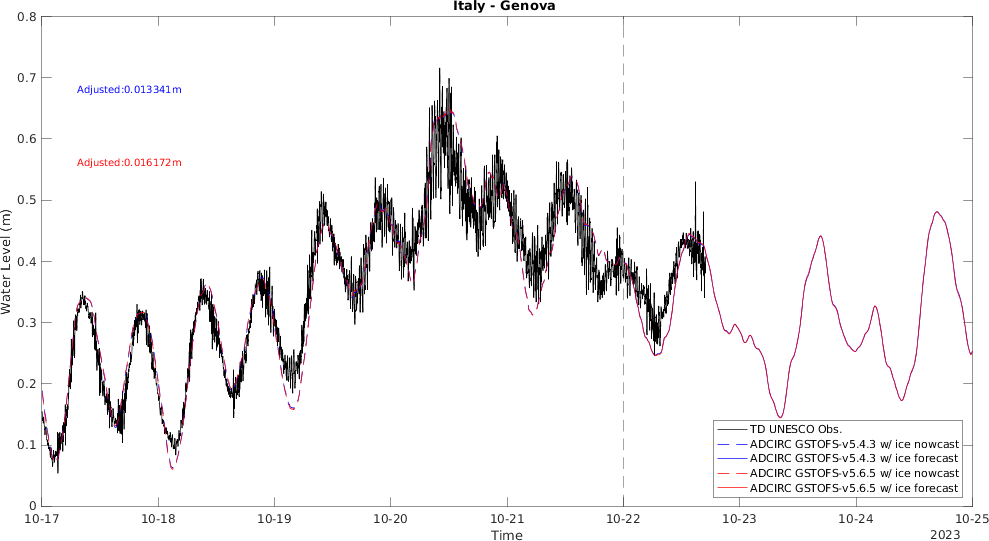 Italy - Genova
0.8
0.7
0.6
0.5
0.4
0.3
0.2
0.1
0
Water Level (m)
Adjusted:0.013341m
Adjusted:0.016172m
TD UNESCO Obs.
ADCIRC GSTOFS-v5.4.3 w/ ice nowcast
ADCIRC GSTOFS-v5.4.3 w/ ice forecast
ADCIRC GSTOFS-v5.6.5 w/ ice nowcast
ADCIRC GSTOFS-v5.6.5 w/ ice forecast
10-17 10-18 10-19 10-20 10-21 10-22 10-23 10-24 10-25
Time
2023